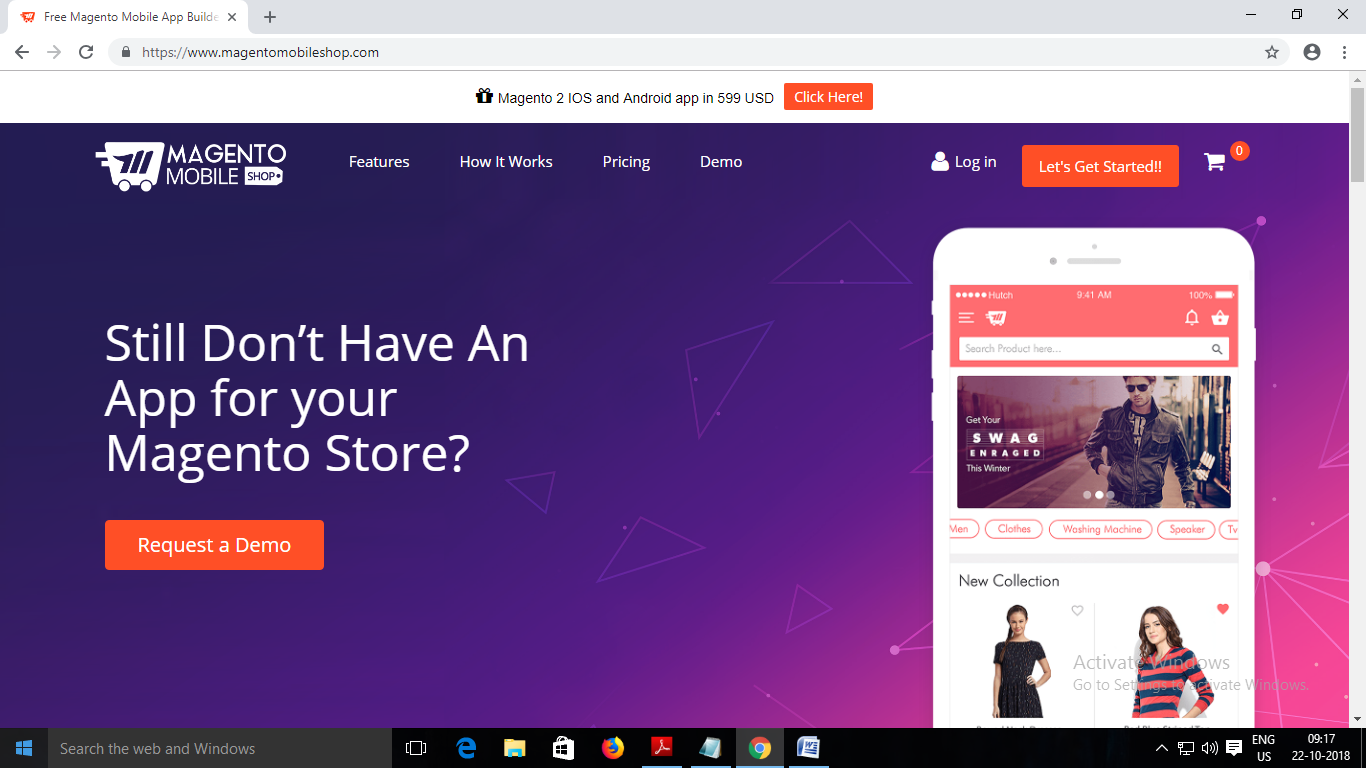 Free Magento Mobile App Builde
https://www.magentomobileshop.com
Magento 2 IOS and Android app in 599 USD Click Here!
MAGENTO
MOBILE SHOP
Features How It Works Pricing Demo
Log in Let's Get Started!! 0
Still Don’t Have An
App for your
Magento Store?
Request a Demo
Hutch 9:41 AM 100%
Search Product here...
Get Your
SWAG
ENRAGED
This Winter
Men Clothes Washing Machine Speaker Tv
New Collection
Activate Windows
Go to Settings to activate Windows.
Search the web and Windows
ENG
US
09:17
22-10-2018